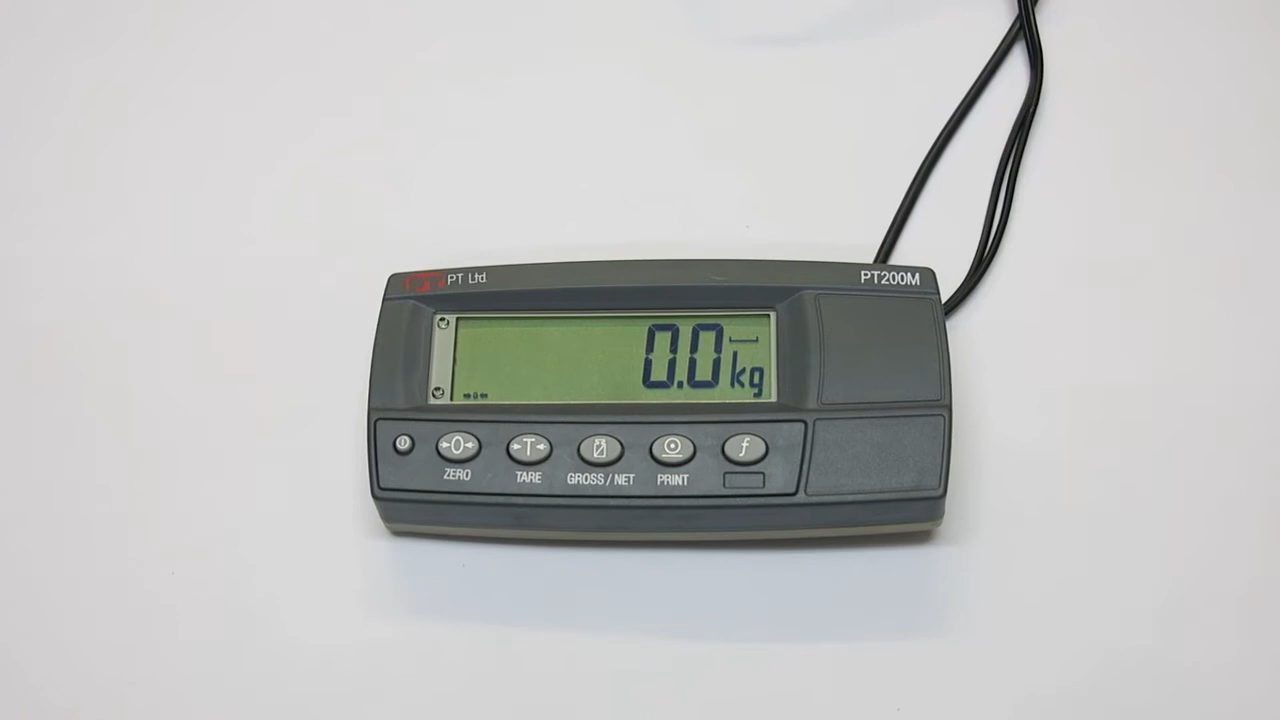 PT Ltd
PT200M
0.0 kg
ZERO
TARE
GROSS / NET
PRINT